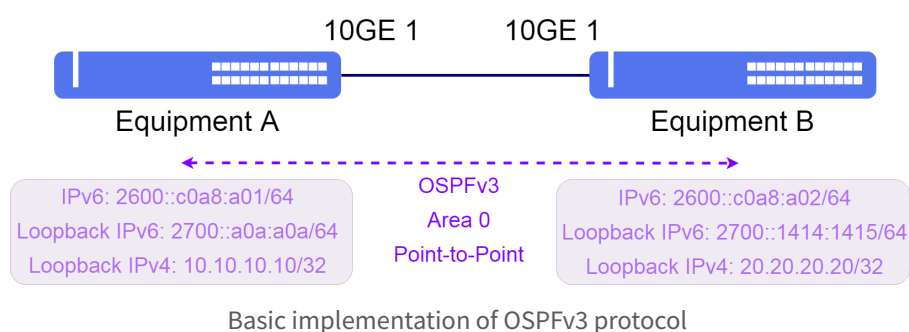 10GE 1
10GE 1
Equipment A
Equipment B
IPv6: 2600::c0a8:a01/64
Loopback IPv6: 2700::a0a:a0a/64
Loopback IPv4: 10.10.10.10/32
OSPFv3
Area 0
Point-to-Point
IPv6: 2600::c0a8:a02/64
Loopback IPv6: 2700::1414:1415/64
Loopback IPv4: 20.20.20.20/32
Basic implementation of OSPFv3 protocol